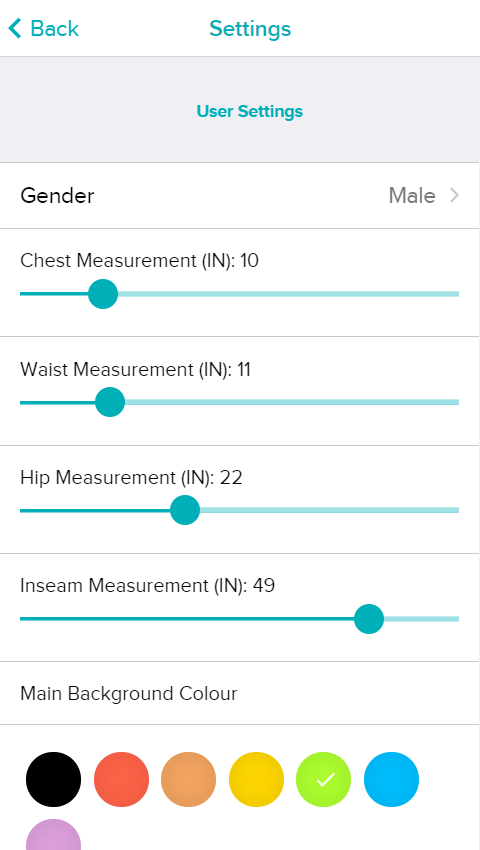 Back
Settings
User Settings
Gender
Male
Chest Measurement (IN): 10
Waist Measurement (IN): 11
Hip Measurement (IN): 22
Inseam Measurement (IN): 49
Main Background Colour